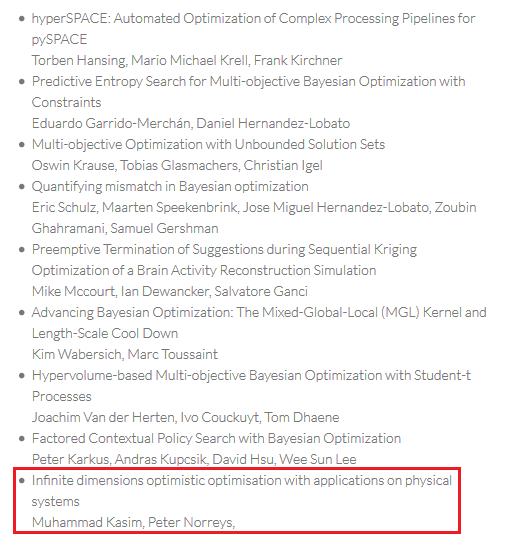 hyperSPACE: Automated Optimization of Complex Processing Pipelines for
pySPACE
Torben Hansing, Mario Michael Krell, Frank Kirchner
Predictive Entropy Search for Multi-objective Bayesian Optimization with
Constraints
Eduardo Garrido-Merchán, Daniel Hernandez-Lobato
Multi-objective Optimization with Unbounded Solution Sets
Oswin Krause, Tobias Glasmachers, Christian Igel
Quantifying mismatch in Bayesian optimization
Eric Schulz, Maarten Speekenbrink, Jose Miguel Hernandez-Lobato, Zoubin
Ghahramani, Samuel Gershman
Preemptive Termination of Suggestions during Sequential Kriging
Optimization of a Brain Activity Reconstruction Simulation
Mike Mccourt, Ian Dewancker, Salvatore Ganci
Advancing Bayesian Optimization: The Mixed-Global-Local (MGL) Kernel and
Length-Scale Cool Down
Kim Wabersich, Marc Toussaint
Hypervolume-based Multi-objective Bayesian Optimization with Student-t
Processes
Joachim Van der Herten, Ivo Couckuyt, Tom Dhaene
Factored Contextual Policy Search with Bayesian Optimization
Peter Karkus, Andras Kupcsik, David Hsu, Wee Sun Lee
Infinite dimensions optimistic optimisation with applications on physical
systems
Muhammad Kasim, Peter Norreys,